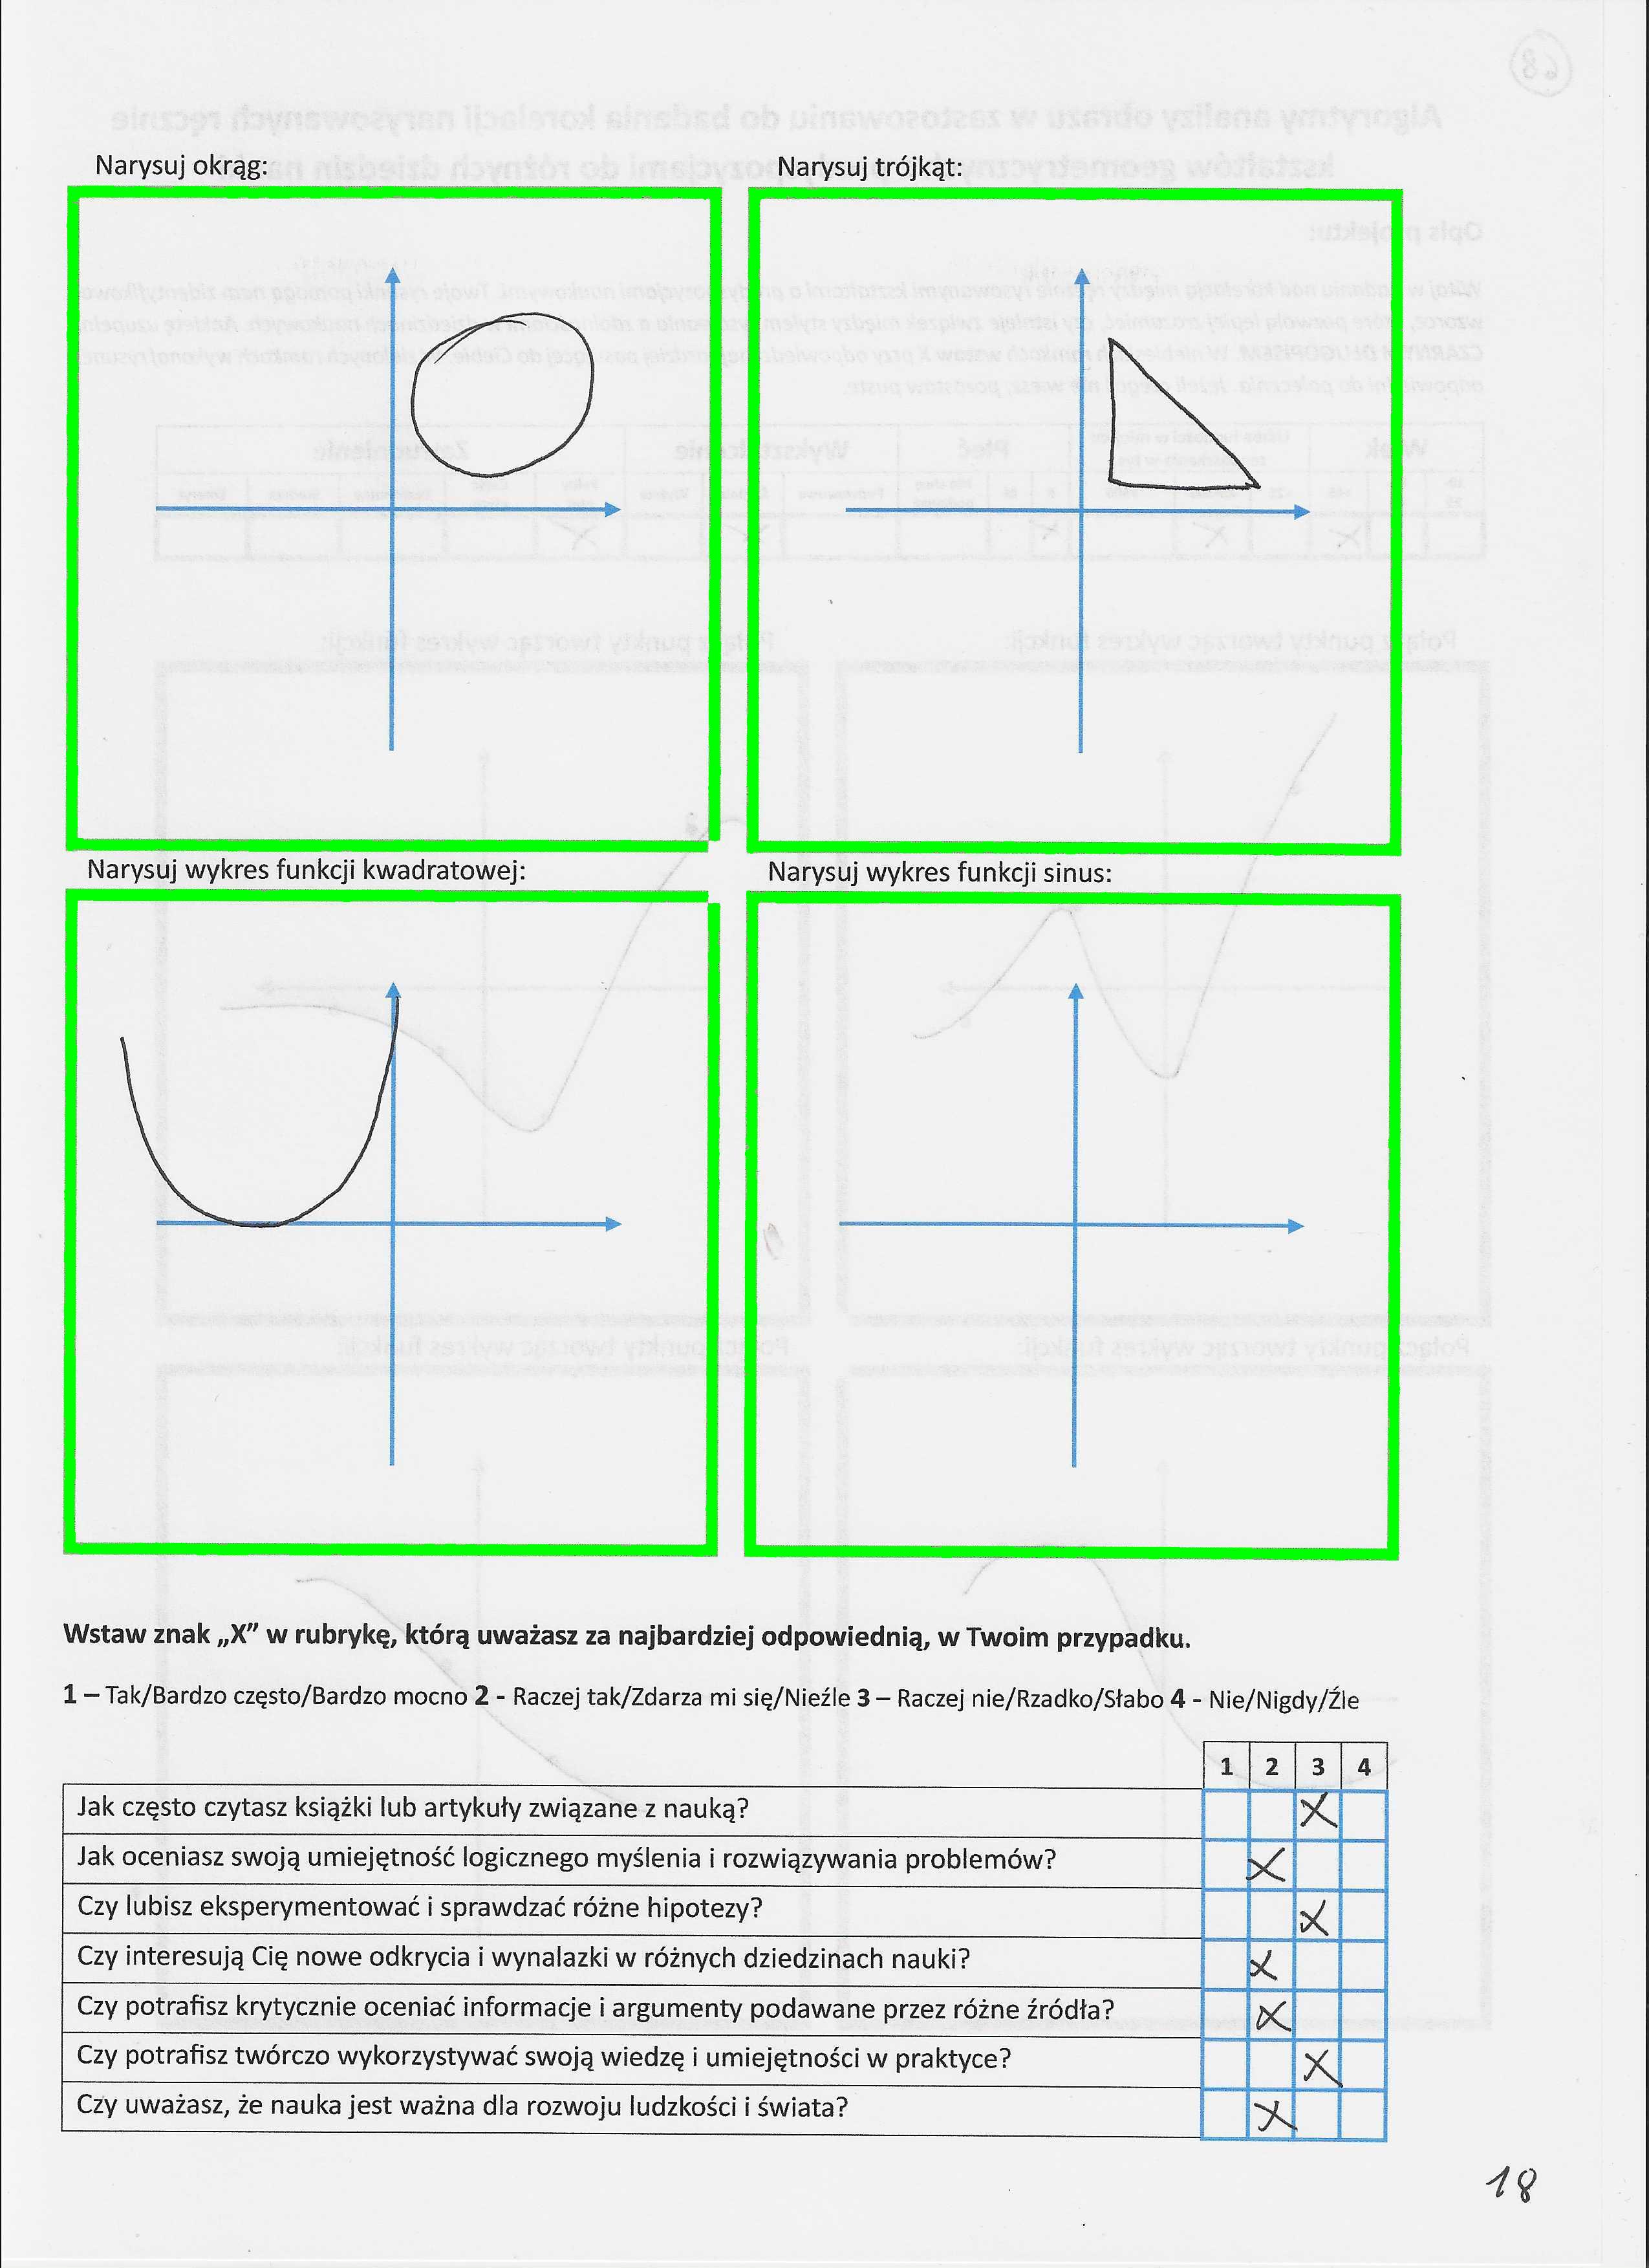 Narysuj okrąg:
Narysuj trójkąt:
Narysuj wykres funkcji kwadratowej:
Narysuj wykres funkcji sinus:
Wstaw znak „X” w rubrykę, którą uważasz za najbardziej odpowiednią, w Twoim przypadku.
1 – Tak/Bardzo często/Bardzo mocno 2 - Raczej tak/Zdarza mi się/Nieźle 3 – Raczej nie/Rzadko/Słabo 4 - Nie/Nigdy/Źle
1 2 3 4
Jak często czytasz książki lub artykuły związane z nauką? X
Jak oceniasz swoją umiejętność logicznego myślenia i rozwiązywania problemów? X
Czy lubisz eksperymentować i sprawdzać różne hipotezy? X
Czy interesują Cię nowe odkrycia i wynalazki w różnych dziedzinach nauki? X
Czy potrafisz krytycznie oceniać informacje i argumenty podawane przez różne źródła? X
Czy potrafisz twórczo wykorzystywać swoją wiedzę i umiejętności w praktyce? X
Czy uważasz, że nauka jest ważna dla rozwoju ludzkości i świata? X
18